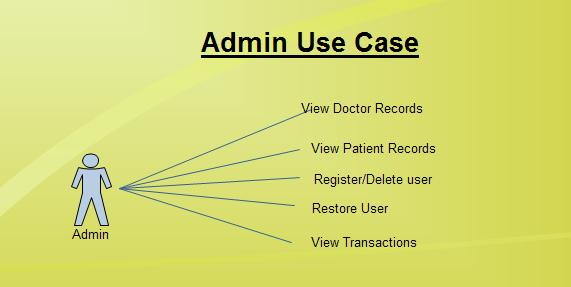 Admin Use Case
View Doctor Records
View Patient Records
Register/Delete user
Restore User
View Transactions
Admin